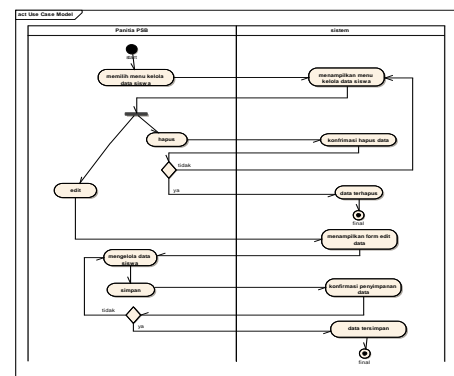 act Use Case Model
Panitia PSB
sistem
start
memilih menu kelola
data siswa
menampilkan menu
kelola data siswa
hapus
konfrimasi hapus data
tidak
ya
edit
data terhapus
final
menampilkan form edit
data
mengelola data
siswa
simpan
konfirmasi penyimpanan
data
tidak
ya
data tersimpan
final